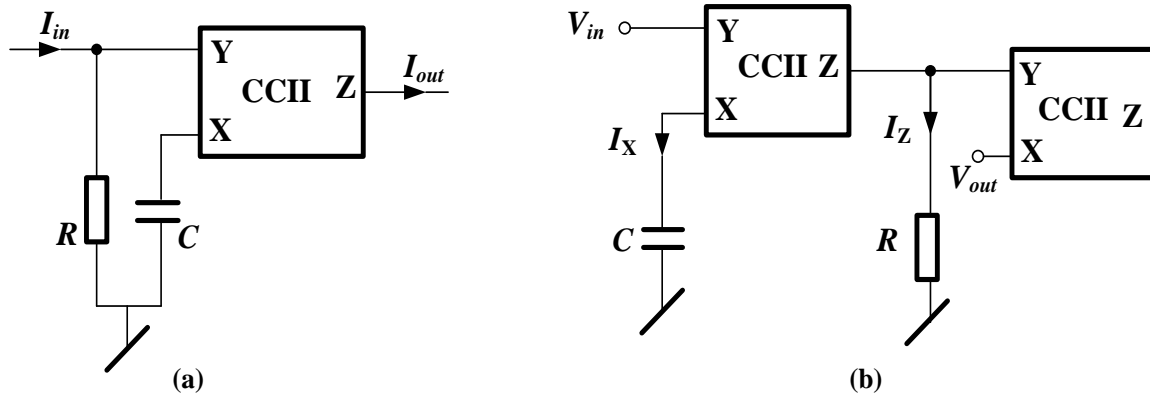 I_in
Y
CCII
Z
I_out
X
R
C
(a)
V_in
Y
CCII Z
X
I_X
C
I_Z
R
Y
CCII
Z
X
V_out
(b)